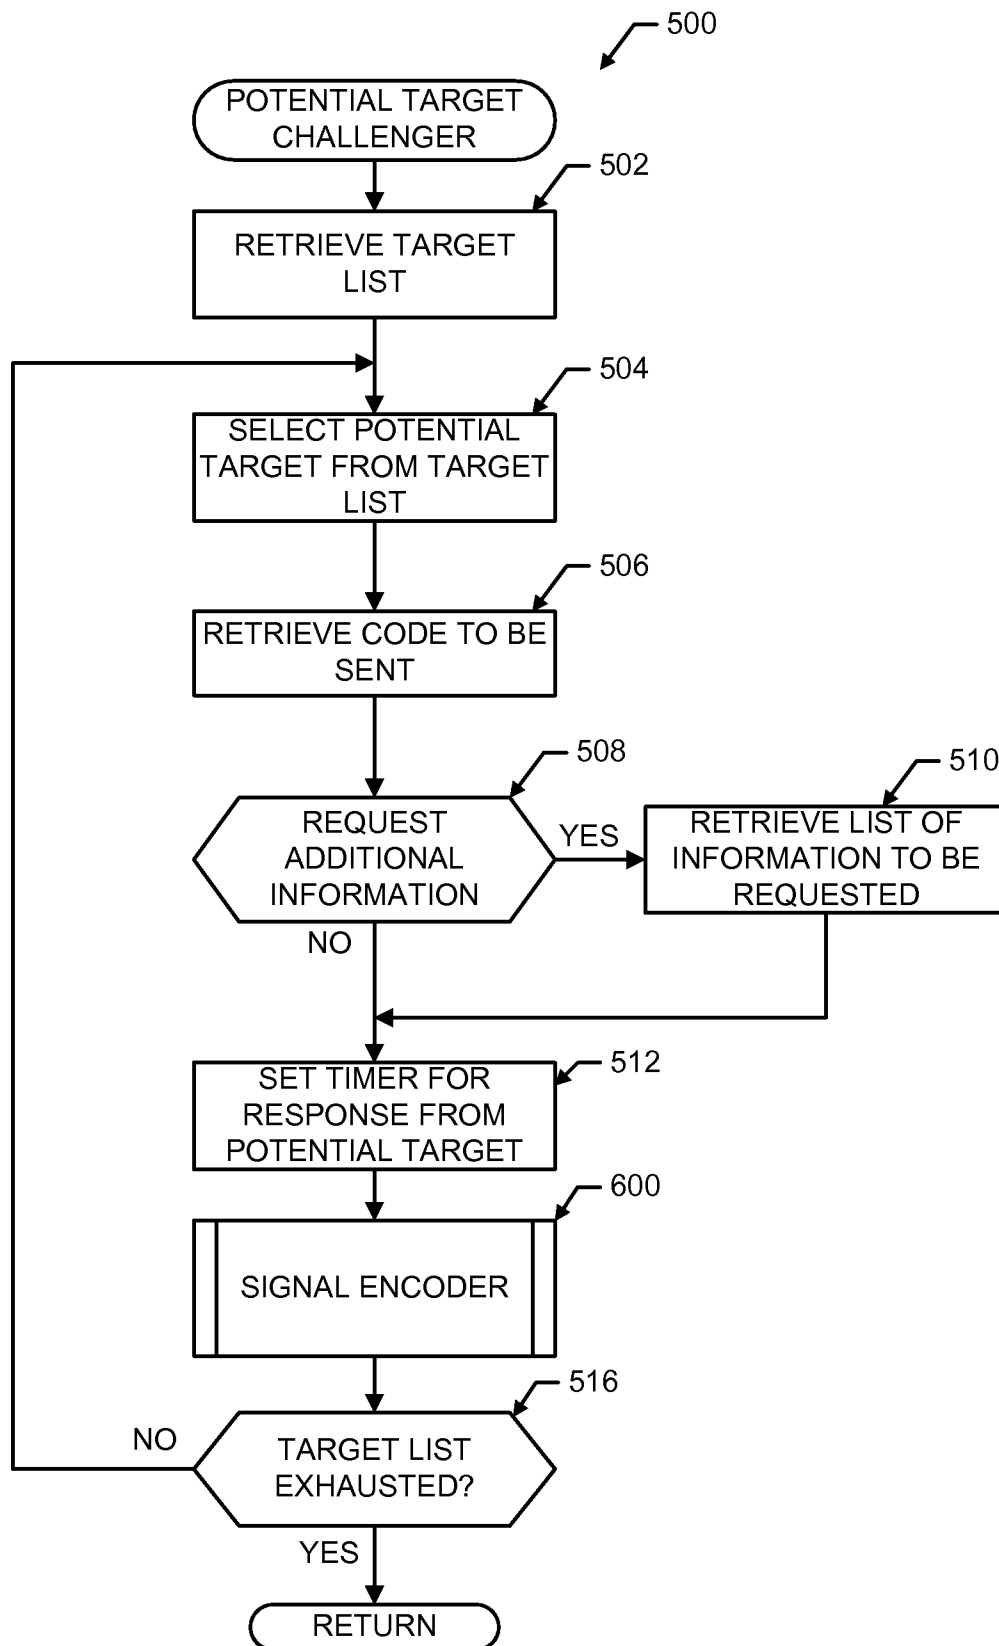 500
POTENTIAL TARGET
CHALLENGER
502
RETRIEVE TARGET
LIST
504
SELECT POTENTIAL
TARGET FROM TARGET
LIST
506
RETRIEVE CODE TO BE
SENT
508
REQUEST
ADDITIONAL
INFORMATION
YES
510
RETRIEVE LIST OF
INFORMATION TO BE
REQUESTED
NO
512
SET TIMER FOR
RESPONSE FROM
POTENTIAL TARGET
600
SIGNAL ENCODER
516
NO
TARGET LIST
EXHAUSTED?
YES
RETURN